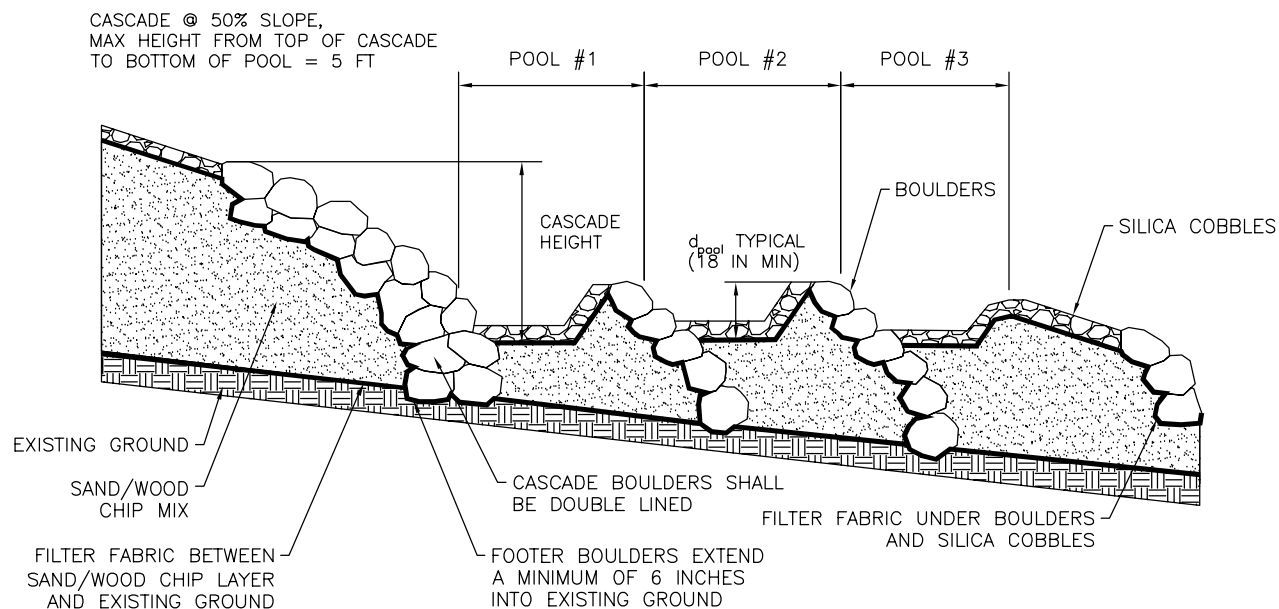 CASCADE @ 50% SLOPE,
MAX HEIGHT FROM TOP OF CASCADE
TO BOTTOM OF POOL = 5 FT
POOL #1
POOL #2
POOL #3
BOULDERS
SILICA COBBLES
CASCADE
HEIGHT
dpool TYPICAL
(18 IN MIN)
EXISTING GROUND
SAND/WOOD
CHIP MIX
FILTER FABRIC BETWEEN
SAND/WOOD CHIP LAYER
AND EXISTING GROUND
CASCADE BOULDERS SHALL
BE DOUBLE LINED
FOOTER BOULDERS EXTEND
A MINIMUM OF 6 INCHES
INTO EXISTING GROUND
FILTER FABRIC UNDER BOULDERS
AND SILICA COBBLES